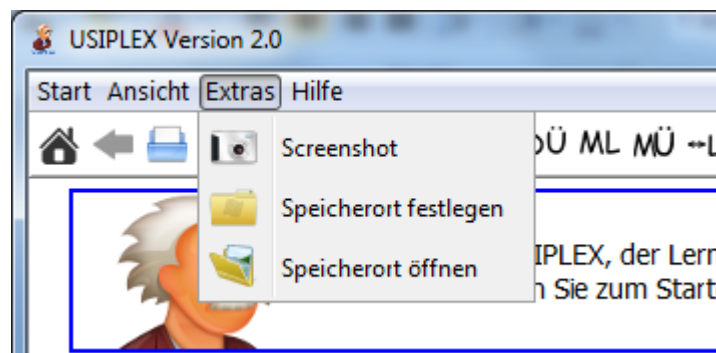 USIPLEX Version 2.0
Start Ansicht Extras Hilfe
ML MÜ
Screenshot
Speicherort festlegen
Speicherort öffnen
IPLEX, der Lern
Sie zum Start